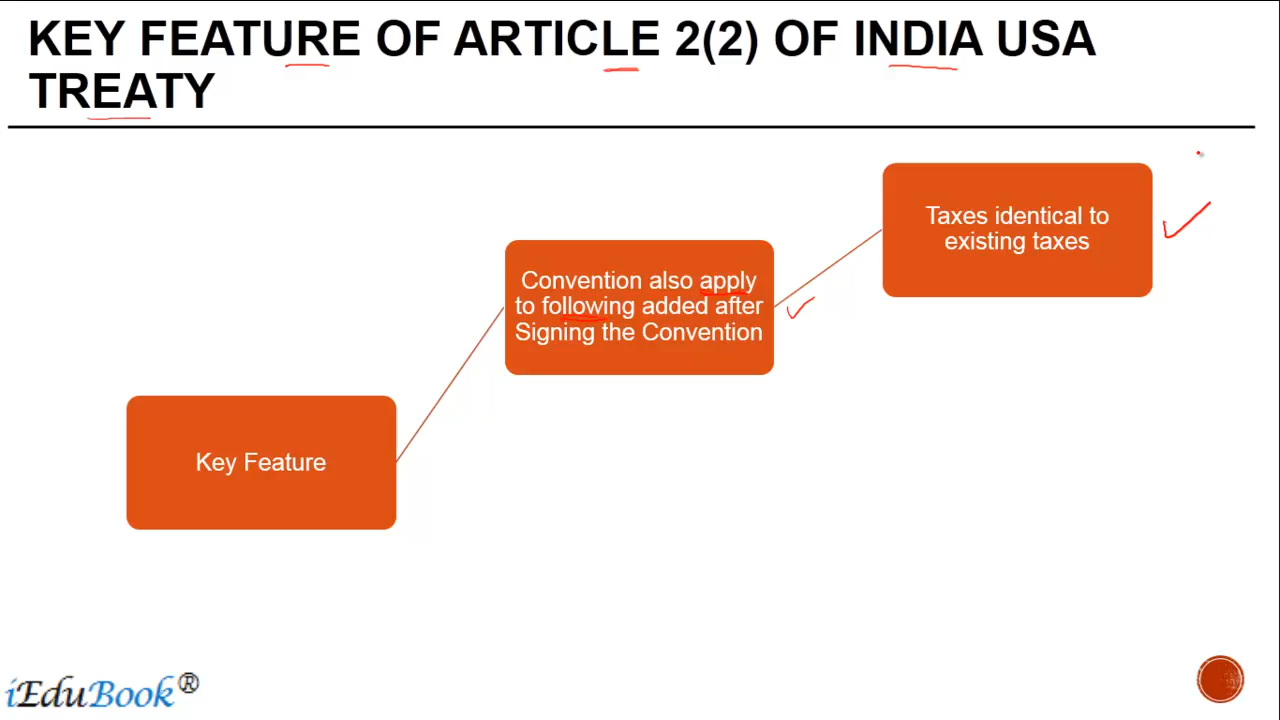 KEY FEATURE OF ARTICLE 2(2) OF INDIA USA
TREATY
Taxes identical to
existing taxes
Convention also apply
to following added after
Signing the Convention
Key Feature
iEduBook®